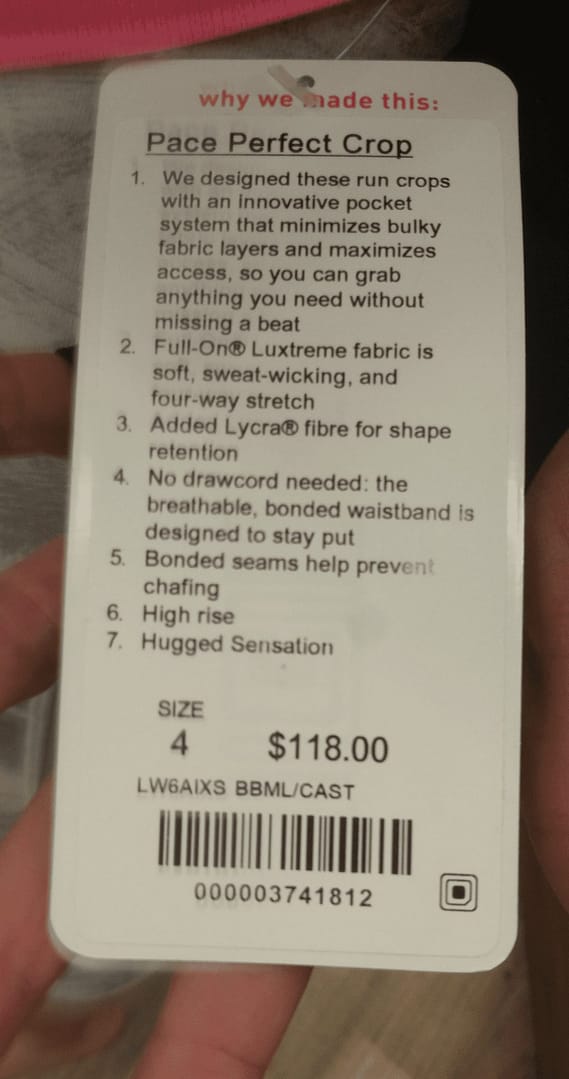 why we made this:
Pace Perfect Crop
1. We designed these run crops
with an innovative pocket
system that minimizes bulky
fabric layers and maximizes
access, so you can grab
anything you need without
missing a beat
2. Full-On® Luxtreme fabric is
soft, sweat-wicking, and
four-way stretch
3. Added Lycra® fibre for shape
retention
4. No drawcord needed: the
breathable, bonded waistband is
designed to stay put
5. Bonded seams help prevent
chafing
6. High rise
7. Hugged Sensation
SIZE
4 $118.00
LW6AIXS BBML/CAST
000003741812